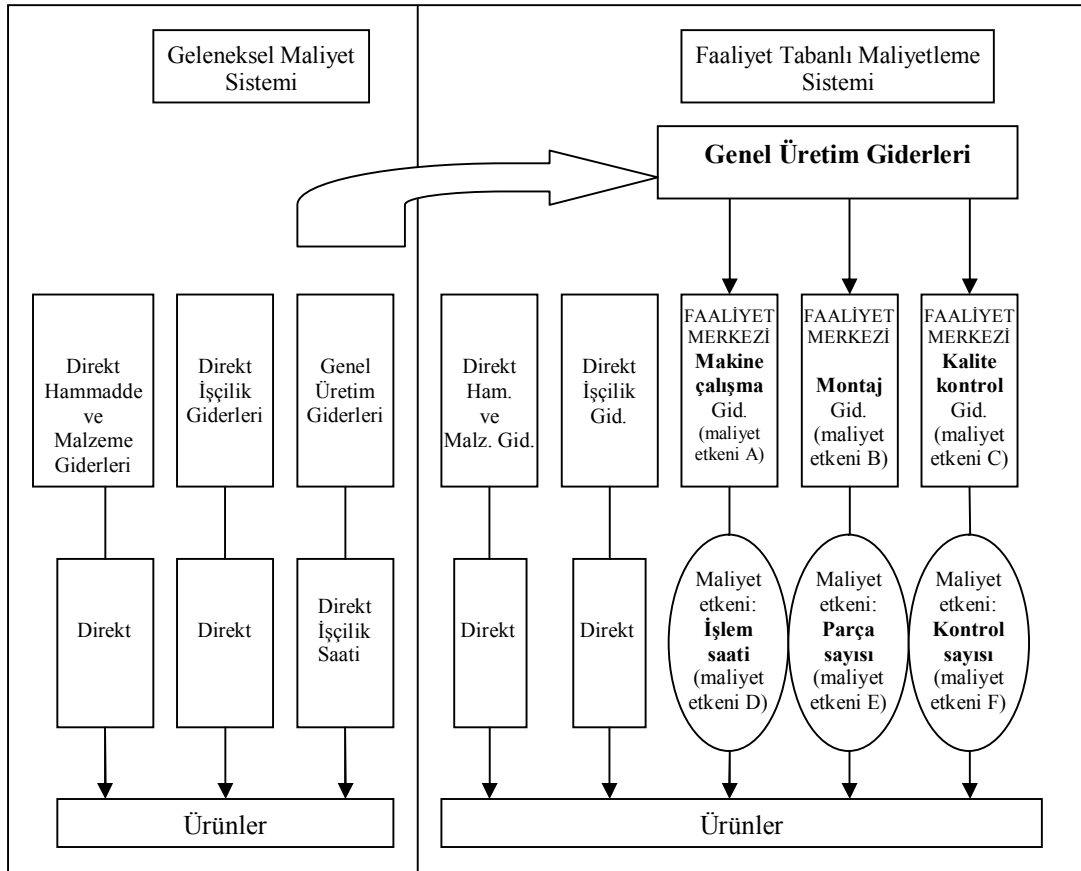 Geleneksel Maliyet
Sistemi
Direkt
Hammadde
ve
Malzeme
Giderleri
Direkt
İşçilik
Giderleri
Genel
Üretim
Giderleri
Direkt
Direkt
Direkt
İşçilik
Saati
Ürünler
Faaliyet Tabanlı Maliyetleme
Sistemi
Genel Üretim Giderleri
Direkt
Ham.
ve
Malz. Gid.
Direkt
İşçilik
Gid.
FAALİYET
MERKEZİ
Makine
çalışma
Gid.
(maliyet
etkeni A)
FAALİYET
MERKEZİ
Montaj
Gid.
(maliyet
etkeni B)
FAALİYET
MERKEZİ
Kalite
kontrol
Gid.
(maliyet
etkeni C)
Direkt
Direkt
Maliyet
etkeni:
İşlem
saati
(maliyet
etkeni D)
Maliyet
etkeni:
Parça
sayısı
(maliyet
etkeni E)
Maliyet
etkeni:
Kontrol
sayısı
(maliyet
etkeni F)
Ürünler